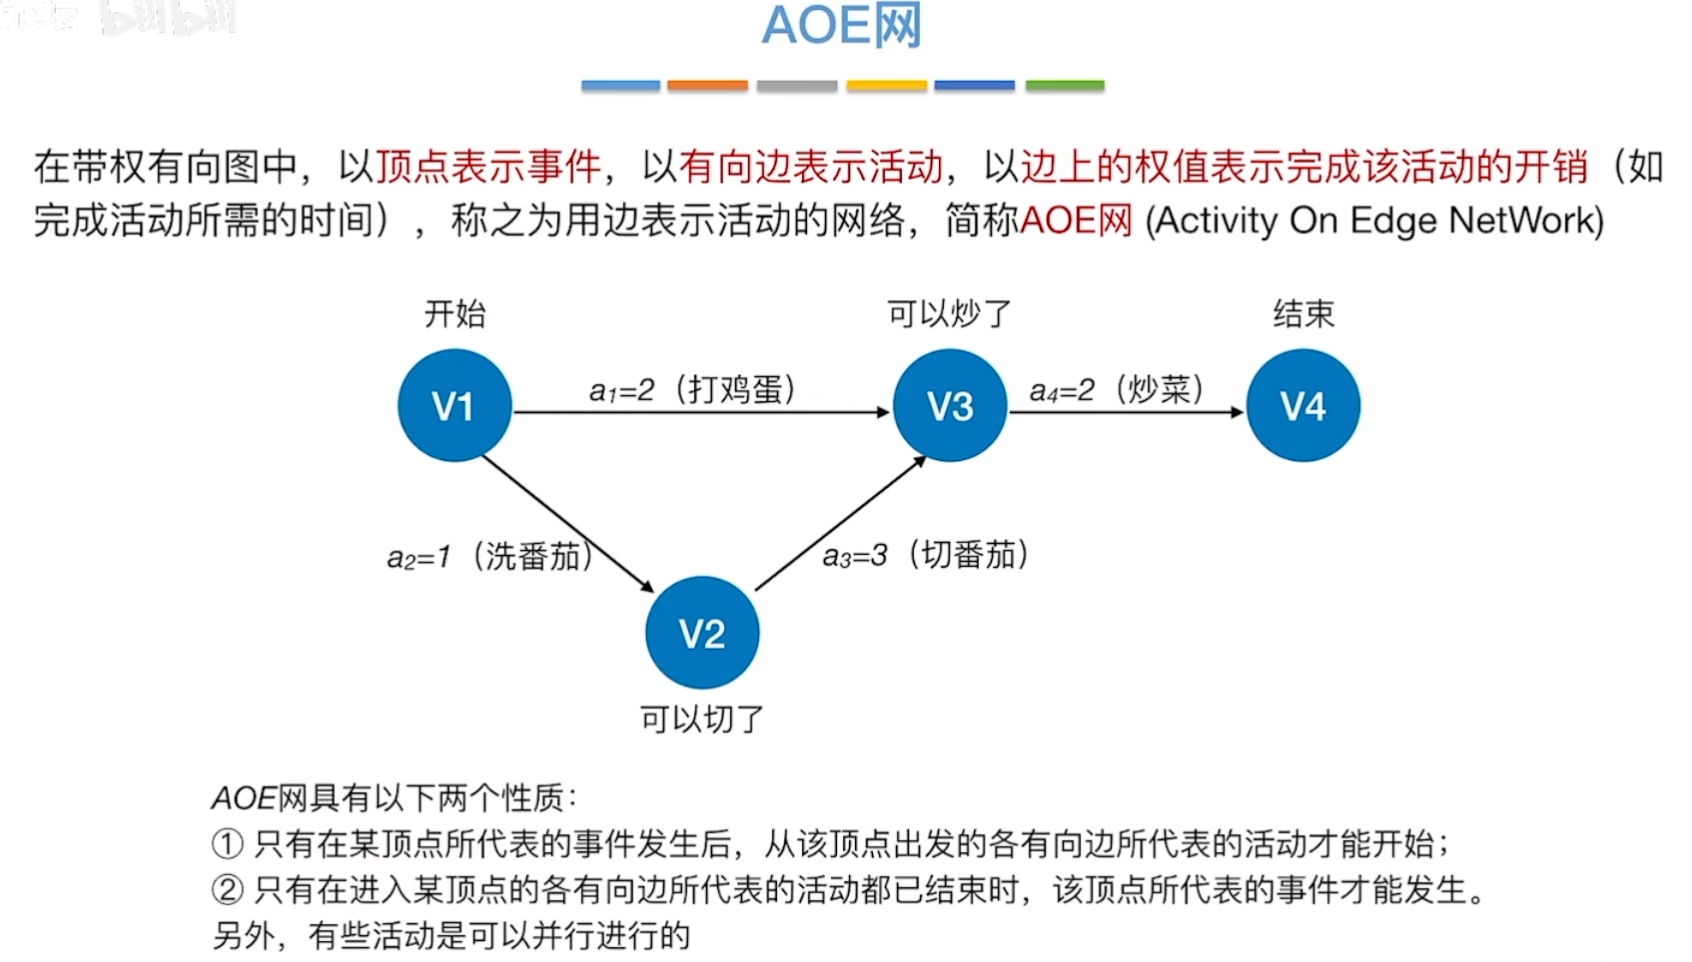 bilibili
AOE网
在带权有向图中，以顶点表示事件，以有向边表示活动，以边上的权值表示完成该活动的开销（如
完成活动所需的时间），称之为用边表示活动的网络，简称AOE网 (Activity On Edge NetWork)
开始
可以炒了
结束
V1
a₁=2（打鸡蛋）
V3
a₄=2（炒菜）
V4
a₂=1（洗番茄）
a₃=3（切番茄）
V2
可以切了
AOE网具有以下两个性质：
① 只有在某顶点所代表的事件发生后，从该顶点出发的各有向边所代表的活动才能开始；
② 只有在进入某顶点的各有向边所代表的活动都已结束时，该顶点所代表的事件才能发生。
另外，有些活动是可以并行进行的